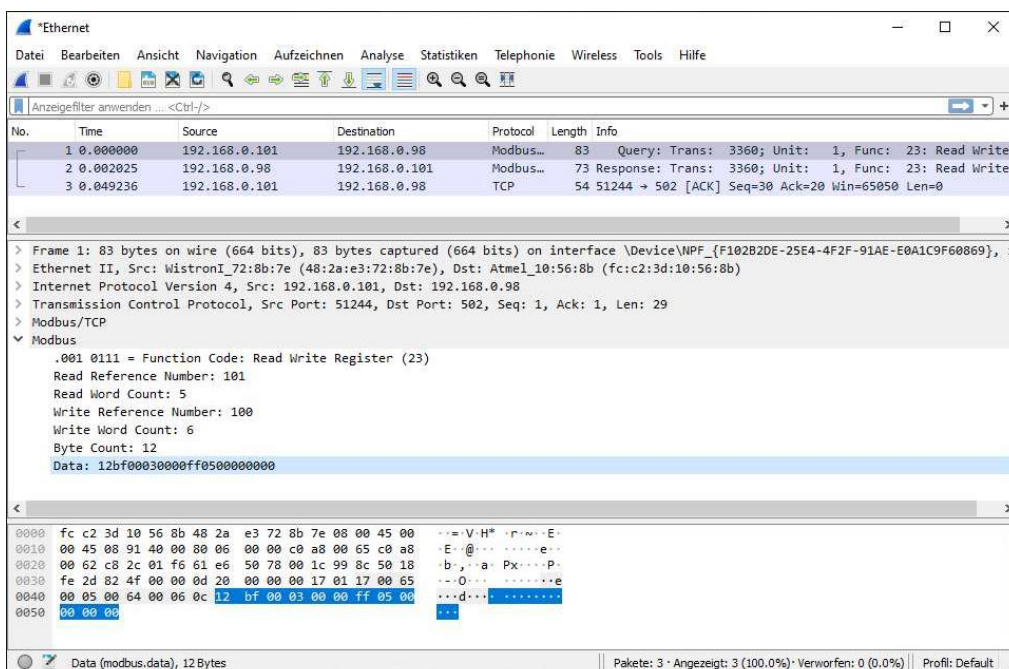 *Ethernet
Datei Bearbeiten Ansicht Navigation Aufzeichnen Analyse Statistiken Telephonie Wireless Tools Hilfe
Anzeigefilter anwenden ... <Ctrl-/>
No. Time Source Destination Protocol Length Info
1 0.000000 192.168.0.101 192.168.0.98 Modbus… 83 Query: Trans: 3360; Unit: 1, Func: 23: Read Write
2 0.002025 192.168.0.98 192.168.0.101 Modbus… 73 Response: Trans: 3360; Unit: 1, Func: 23: Read Write
3 0.049236 192.168.0.101 192.168.0.98 TCP 54 51244 → 502 [ACK] Seq=30 Ack=20 Win=65050 Len=0
> Frame 1: 83 bytes on wire (664 bits), 83 bytes captured (664 bits) on interface \Device\NPF_{F102B2DE-25E4-4F2F-91AE-E0A1C9F60869},
> Ethernet II, Src: WistronI_72:8b:7e (48:2a:e3:72:8b:7e), Dst: Atmel_10:56:8b (fc:c2:3d:10:56:8b)
> Internet Protocol Version 4, Src: 192.168.0.101, Dst: 192.168.0.98
> Transmission Control Protocol, Src Port: 51244, Dst Port: 502, Seq: 1, Ack: 1, Len: 29
> Modbus/TCP
Modbus
.001 0111 = Function Code: Read Write Register (23)
Read Reference Number: 101
Read Word Count: 5
Write Reference Number: 100
Write Word Count: 6
Byte Count: 12
Data: 12bf00030000ff0500000000
0000 fc c2 3d 10 56 8b 48 2a e3 72 8b 7e 08 00 45 00 ··=·V·H* ·r·~··E·
0010 00 45 08 91 40 00 80 06 00 00 c0 a8 00 65 c0 a8 ·E··@··· ·····e··
0020 00 62 c8 2c 01 f6 61 e6 50 78 00 1c 99 8c 50 18 ·b·,··a· Px····P·
0030 fe 2d 82 4f 00 00 0d 20 00 00 00 17 01 17 00 65 ·-·O···  ·······e
0040 00 05 00 64 00 06 0c 12 bf 00 03 00 00 ff 05 00 ···d···· ········
0050 00 00 00 ···
Data (modbus.data), 12 Bytes Pakete: 3 · Angezeigt: 3 (100.0%) · Verworfen: 0 (0.0%) Profil: Default